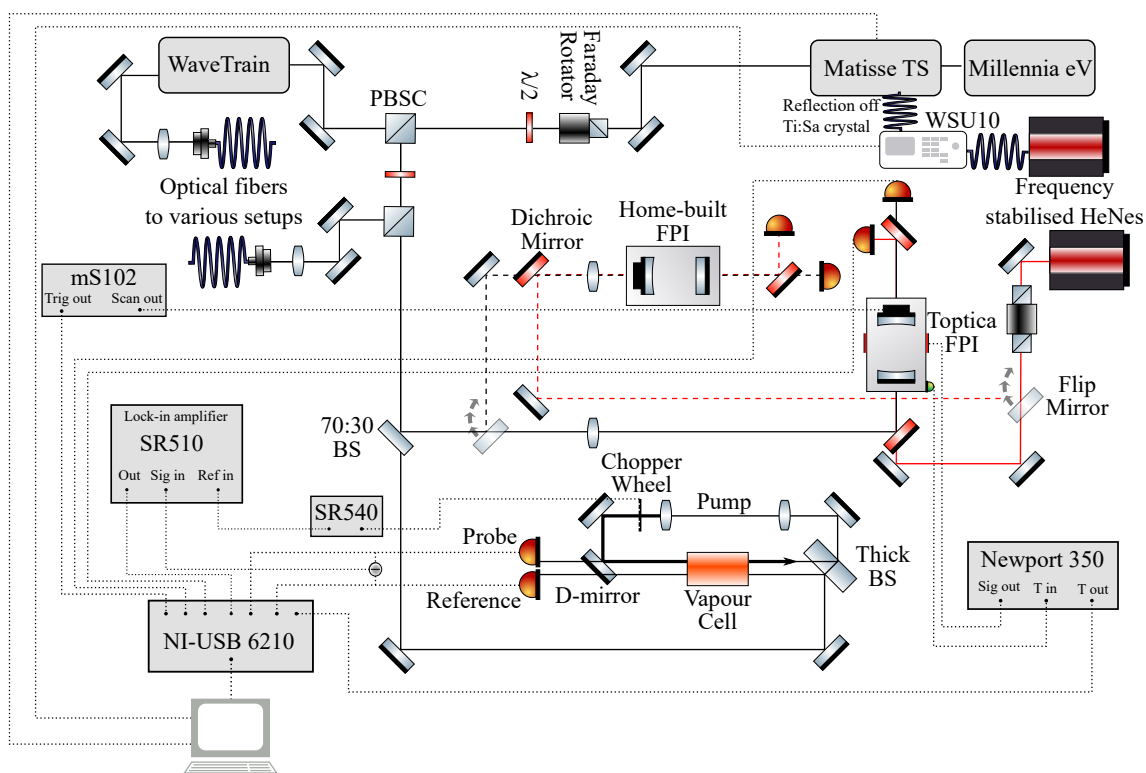 WaveTrain
PBSC
λ/2
Faraday
Rotator
Matisse TS
Millennia eV
Reflection off
Ti:Sa crystal
WSU10
Optical fibers
to various setups
Frequency
stabilised HeNes
Dichroic
Mirror
Home-built
FPI
mS102
Trig out
Scan out
Toptica
FPI
Flip
Mirror
Lock-in amplifier
SR510
Out
Sig in
Ref in
70:30
BS
SR540
Chopper
Wheel
Pump
Probe
Reference
D-mirror
Vapour
Cell
Thick
BS
Newport 350
Sig out
T in
T out
NI-USB 6210